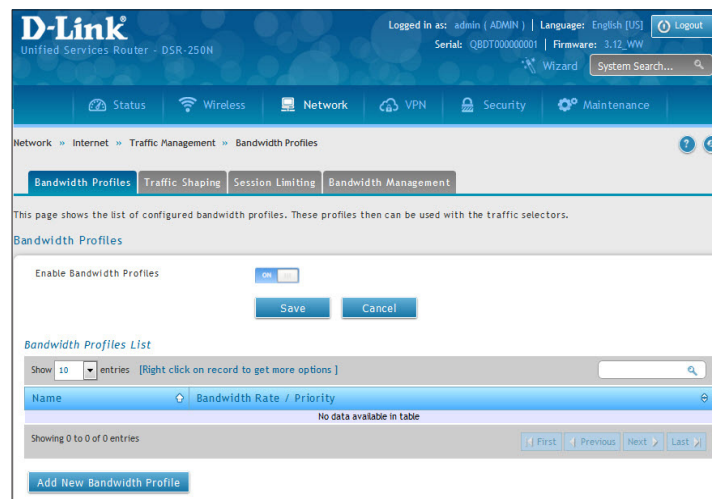 D-Link®
Logged in as: admin ( ADMIN ) | Language: English [US] Logout
Unified Services Router - DSR-250N
Serial: QBDT000000001 | Firmware: 3.12_WW
Wizard System Search...
Status Wireless Network VPN Security Maintenance
Network » Internet » Traffic Management » Bandwidth Profiles
Bandwidth Profiles Traffic Shaping Session Limiting Bandwidth Management
This page shows the list of configured bandwidth profiles. These profiles then can be used with the traffic selectors.
Bandwidth Profiles
Enable Bandwidth Profiles ON
Save Cancel
Bandwidth Profiles List
Show 10 entries [Right click on record to get more options ]
Name Bandwidth Rate / Priority
No data available in table
Showing 0 to 0 of 0 entries
First Previous Next Last
Add New Bandwidth Profile